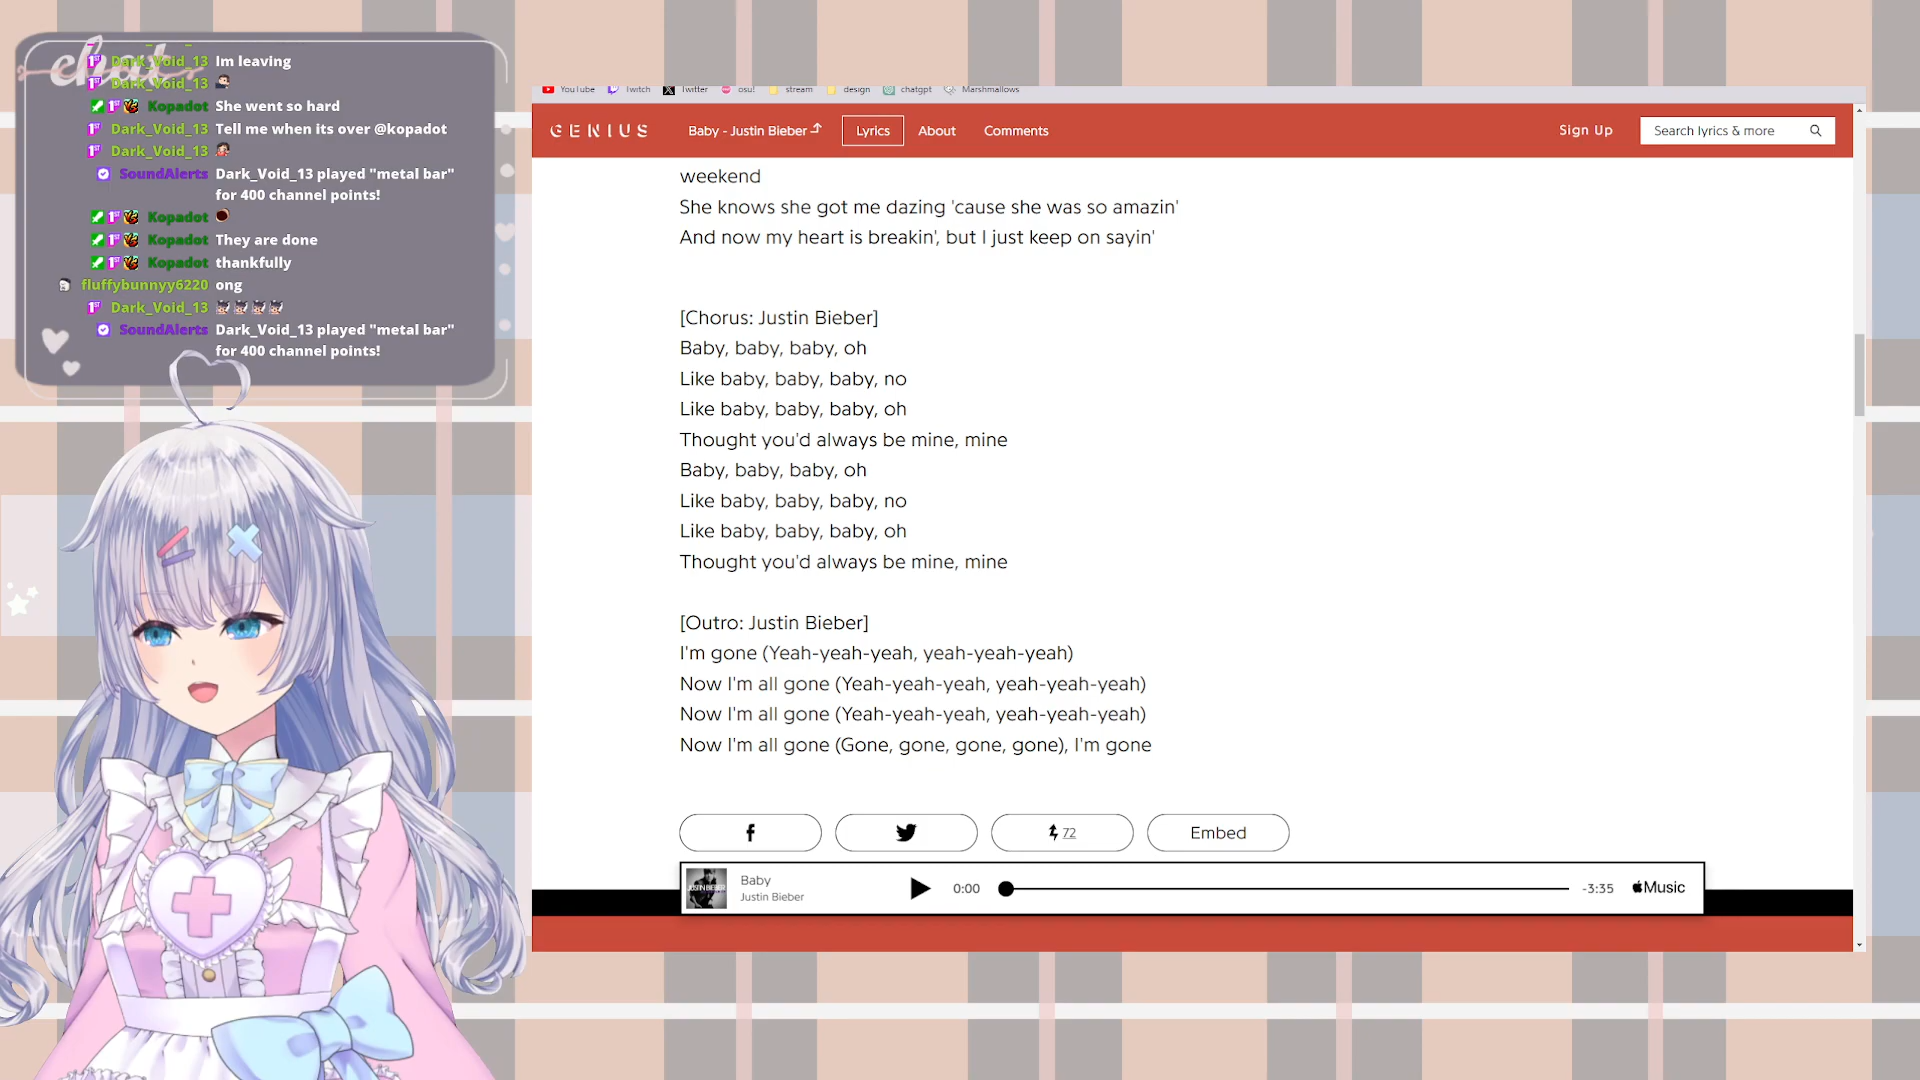 chat
Dark_Void_13 Im leaving
Dark_Void_13
Kopadot She went so hard
Dark_Void_13 Tell me when its over @kopadot
Dark_Void_13
SoundAlerts Dark_Void_13 played "metal bar"
for 400 channel points!
Kopadot
Kopadot They are done
Kopadot thankfully
fluffybunnyy6220 ong
Dark_Void_13
SoundAlerts Dark_Void_13 played "metal bar"
for 400 channel points!
YouTube Twitch Twitter osu! stream design chatgpt Marshmallows
GENIUS Baby - Justin Bieber Lyrics About Comments Sign Up Search lyrics & more
weekend
She knows she got me dazing 'cause she was so amazin'
And now my heart is breakin', but I just keep on sayin'
[Chorus: Justin Bieber]
Baby, baby, baby, oh
Like baby, baby, baby, no
Like baby, baby, baby, oh
Thought you'd always be mine, mine
Baby, baby, baby, oh
Like baby, baby, baby, no
Like baby, baby, baby, oh
Thought you'd always be mine, mine
[Outro: Justin Bieber]
I'm gone (Yeah-yeah-yeah, yeah-yeah-yeah)
Now I'm all gone (Yeah-yeah-yeah, yeah-yeah-yeah)
Now I'm all gone (Yeah-yeah-yeah, yeah-yeah-yeah)
Now I'm all gone (Gone, gone, gone, gone), I'm gone
72 Embed
JUSTIN BIEBER
Baby
Justin Bieber
0:00 -3:35 Music